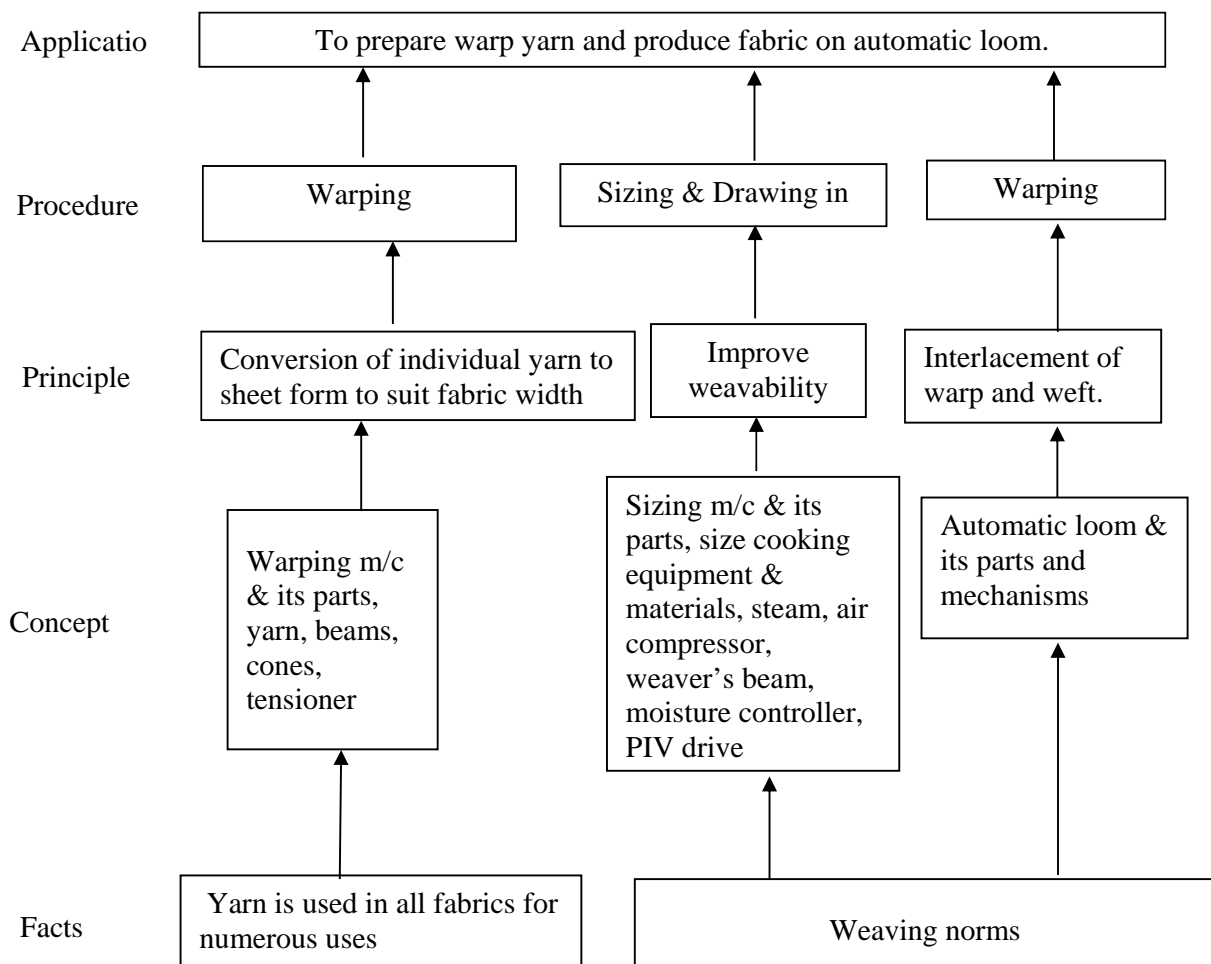 Applicatio
To prepare warp yarn and produce fabric on automatic loom.
Procedure
Warping
Sizing & Drawing in
Warping
Principle
Conversion of individual yarn to
sheet form to suit fabric width
Improve
weavability
Interlacement of
warp and weft.
Concept
Warping m/c
& its parts,
yarn, beams,
cones,
tensioner
Sizing m/c & its
parts, size cooking
equipment &
materials, steam, air
compressor,
weaver’s beam,
moisture controller,
PIV drive
Automatic loom &
its parts and
mechanisms
Facts
Yarn is used in all fabrics for
numerous uses
Weaving norms